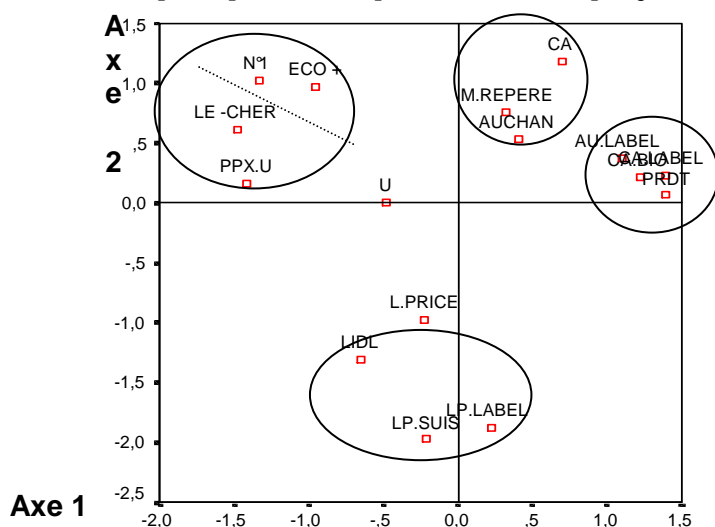 1,5
A
x
e
2
CA
N°1
ECO +
1,0
M.REPERE
LE -CHER
AUCHAN
,5
AU.LABEL
CA.LABEL
CA.BIO
PPX.U
PRDT
U
0,0
-,5
L.PRICE
-1,0
LIDL
-1,5
LP.LABEL
LP.SUIS
-2,0
-2,5
Axe 1
-2,0 -1,5 -1,0 -,5 0,0 ,5 1,0 1,5